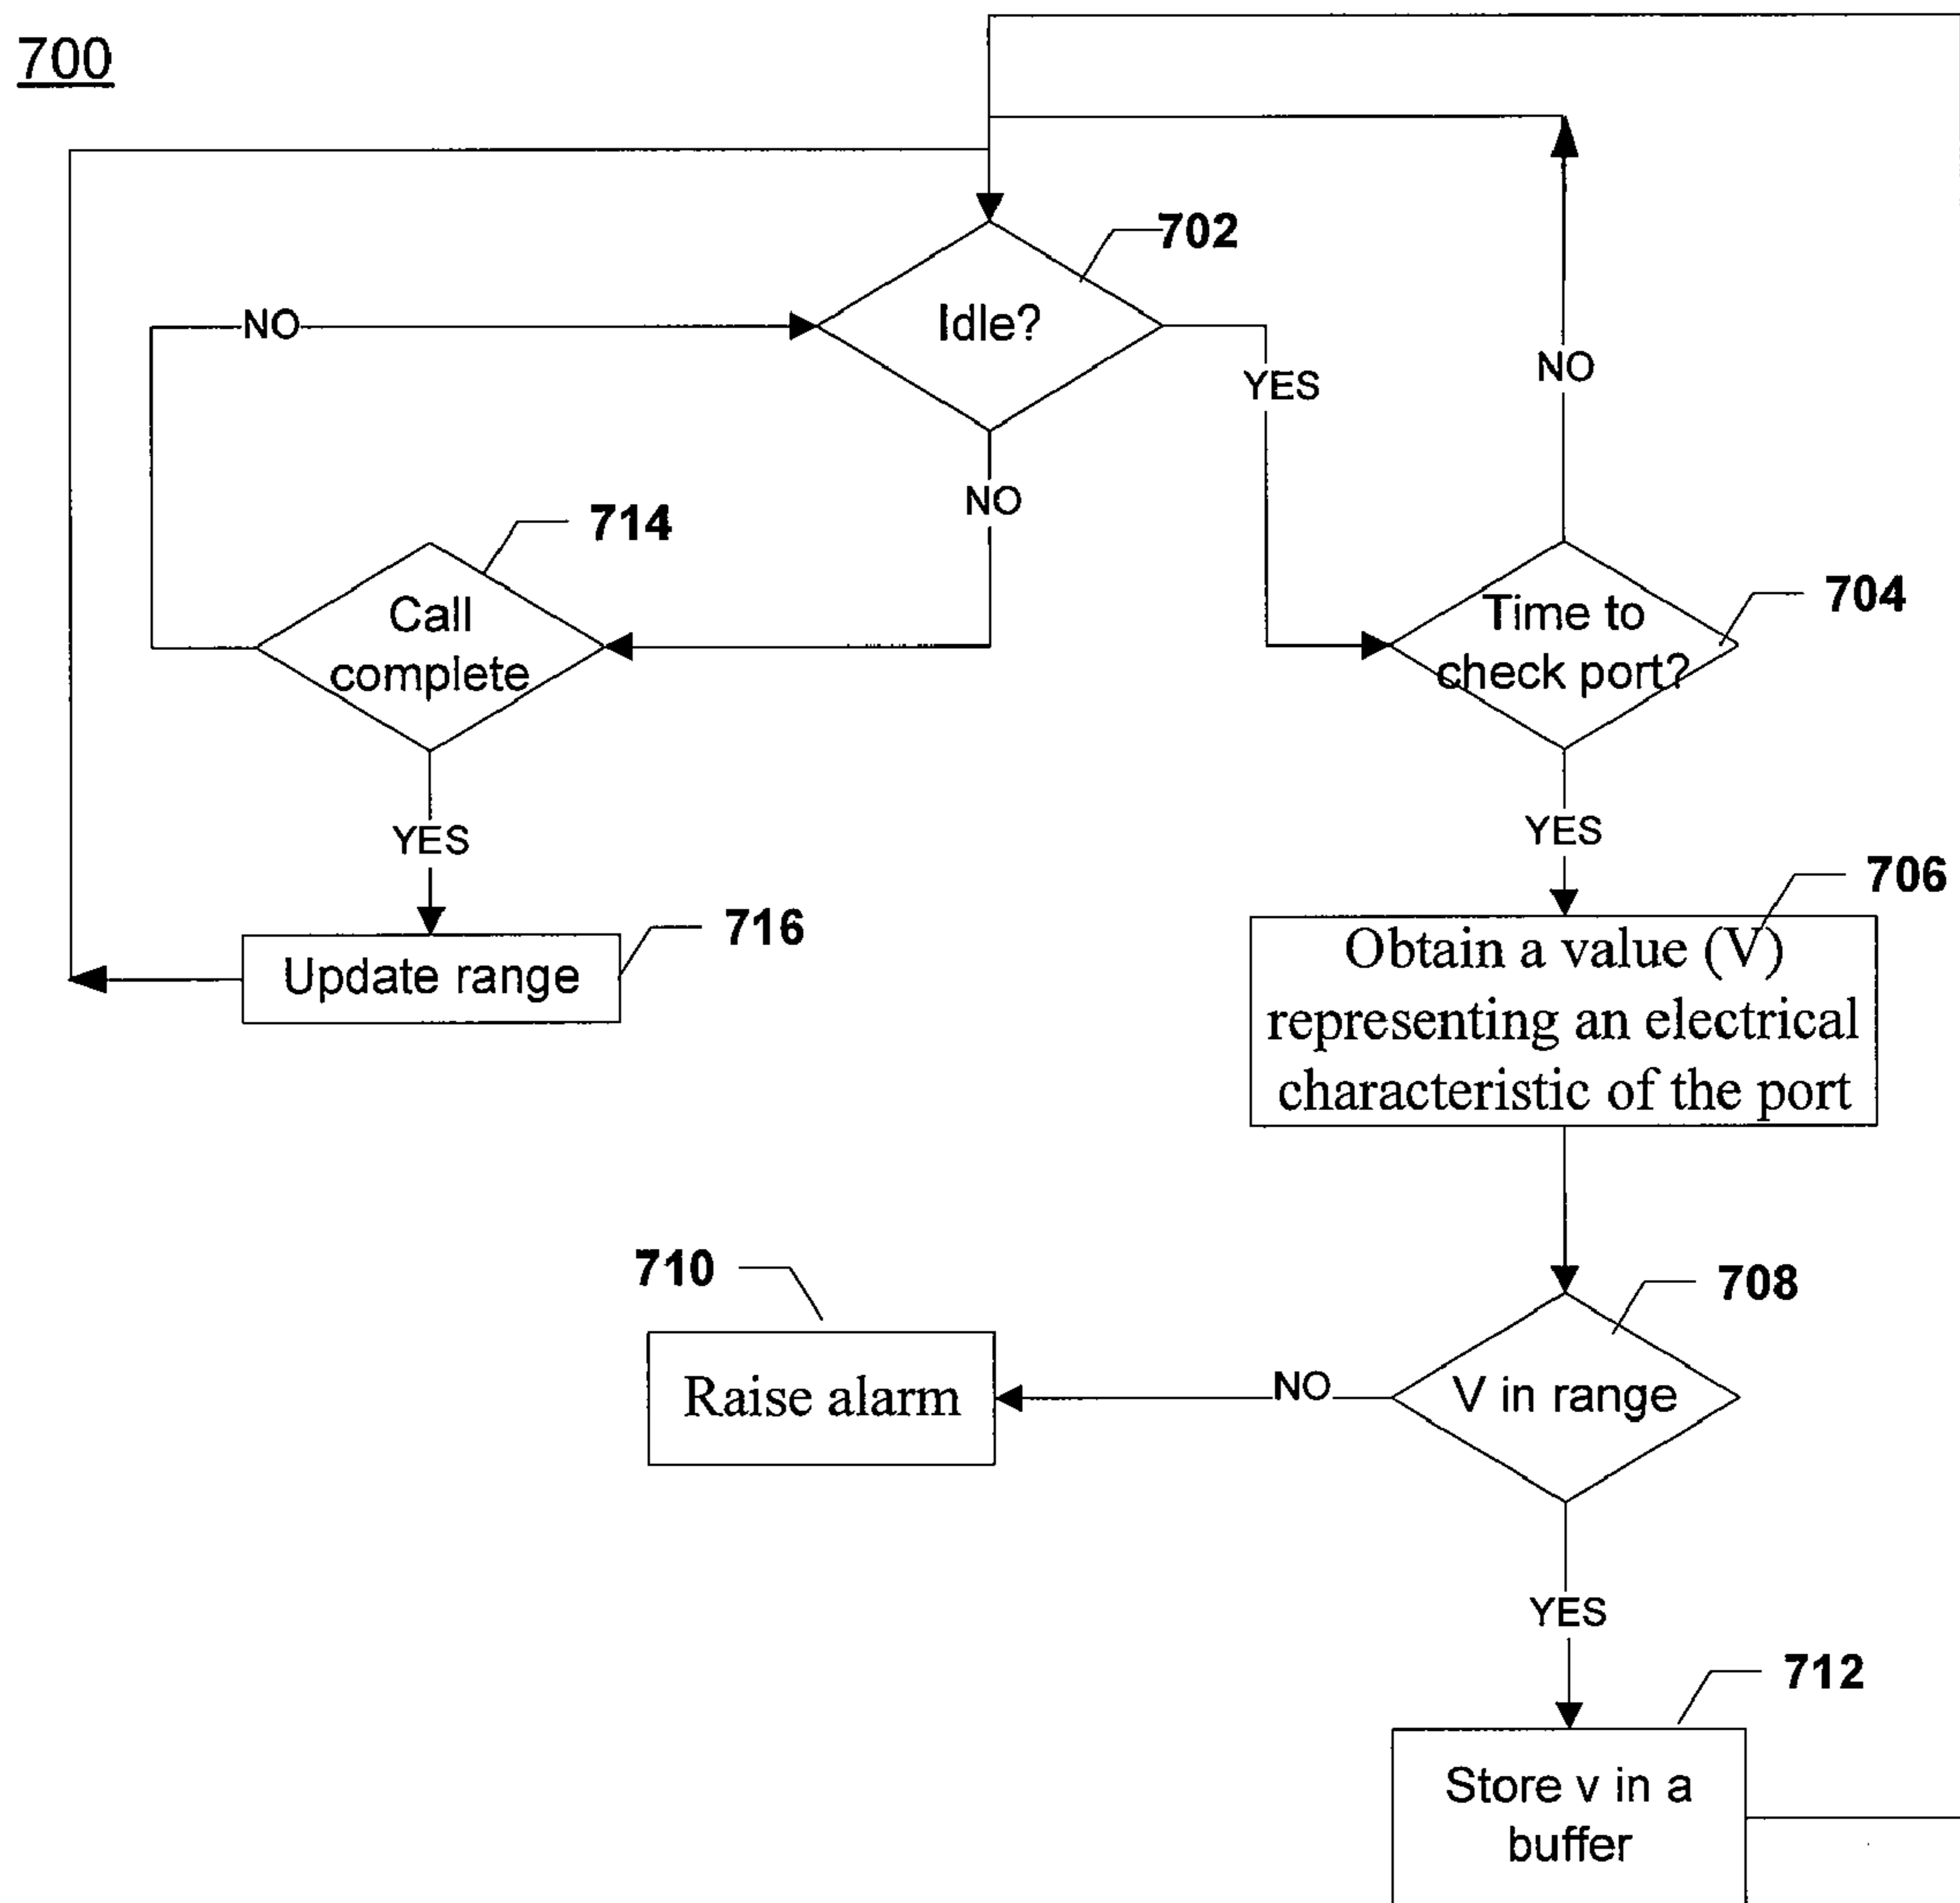 700
702
Idle?
NO
YES
NO
NO
714
Call
complete
704
Time to
check port?
YES
YES
706
716
Update range
Obtain a value (V)
representing an electrical
characteristic of the port
710
708
Raise alarm
NO
V in range
YES
712
Store v in a
buffer